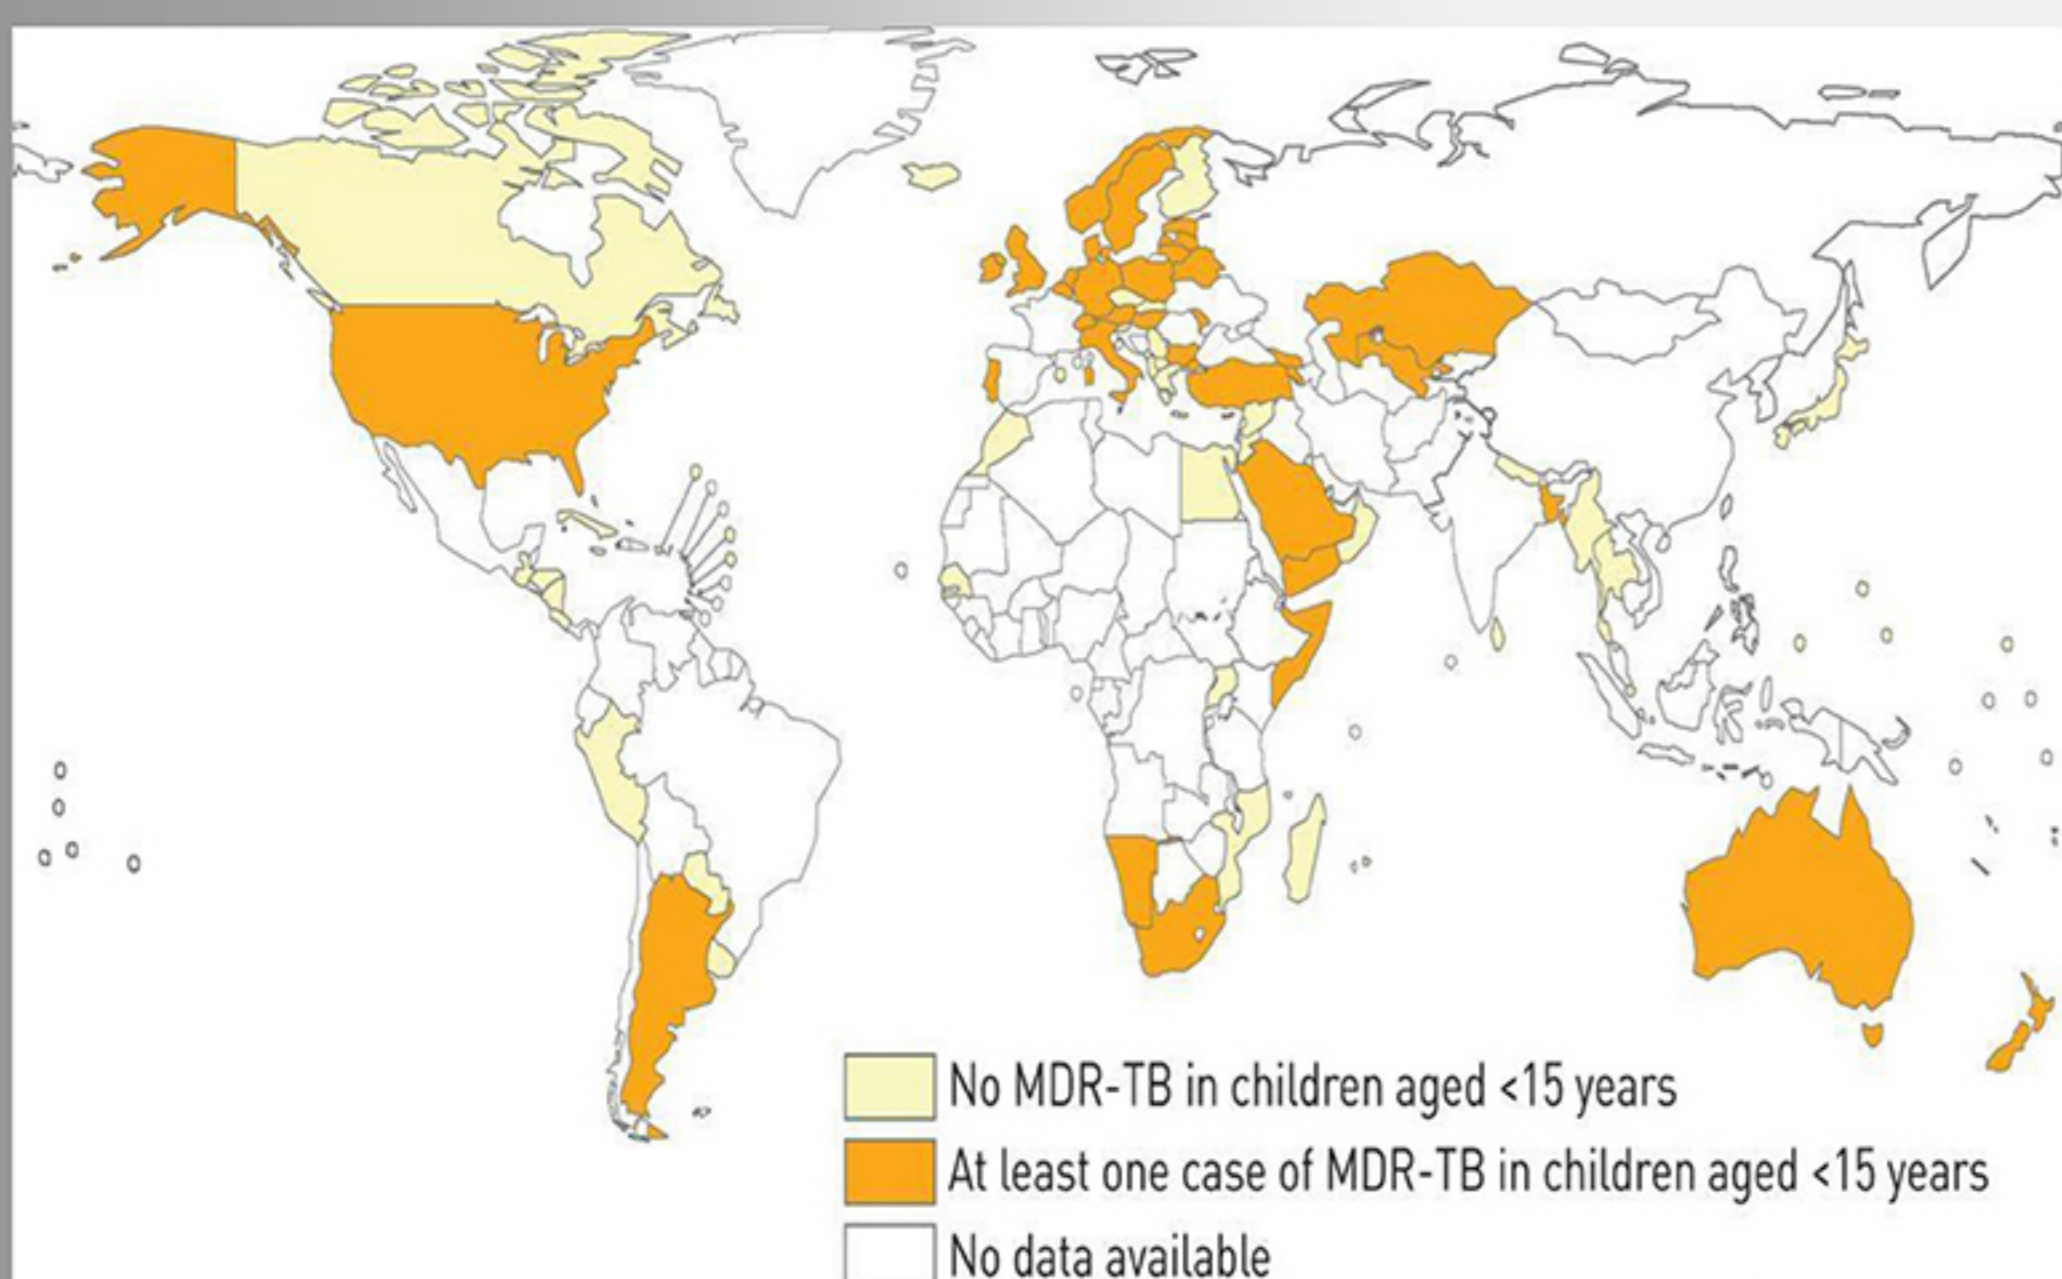 No MDR-TB in children aged <15 years
At least one case of MDR-TB in children aged <15 years
No data available